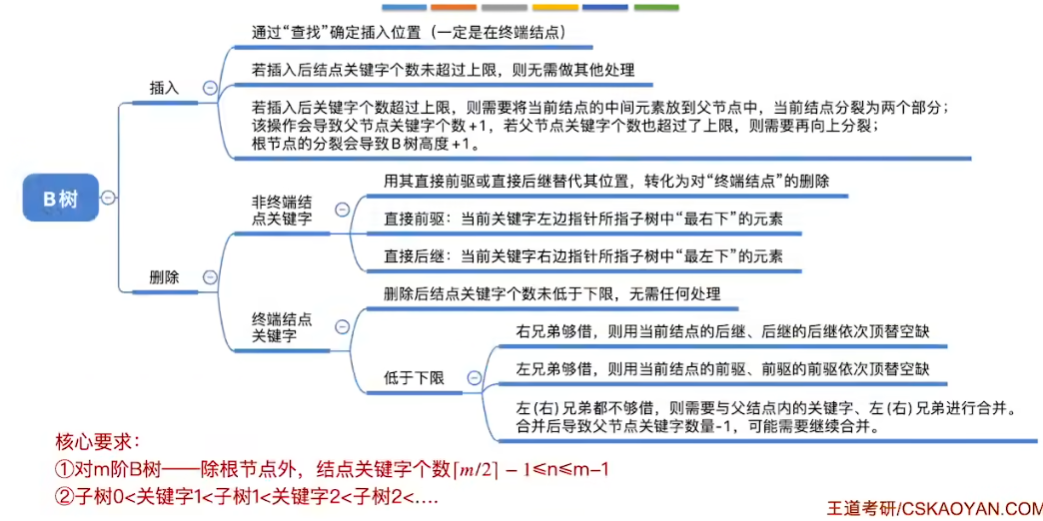 通过“查找”确定插入位置（一定是在终端结点）
若插入后结点关键字个数未超过上限，则无需做其他处理
插入
若插入后关键字个数超过上限，则需要将当前结点的中间元素放到父节点中，当前结点分裂为两个部分；
该操作会导致父节点关键字个数+1，若父节点关键字个数也超过了上限，则需要再向上分裂；
根节点的分裂会导致B树高度+1。
B树
删除
非终端结
点关键字
用其直接前驱或直接后继替代其位置，转化为对“终端结点”的删除
直接前驱：当前关键字左边指针所指子树中“最右下”的元素
直接后继：当前关键字右边指针所指子树中“最左下”的元素
终端结点
关键字
删除后结点关键字个数未低于下限，无需任何处理
低于下限
右兄弟够借，则用当前结点的后继、后继的后继依次顶替空缺
左兄弟够借，则用当前结点的前驱、前驱的前驱依次顶替空缺
左(右)兄弟都不够借，则需要与父结点内的关键字、左(右)兄弟进行合并。
合并后导致父节点关键字数量-1，可能需要继续合并。
核心要求：
①对m阶B树——除根节点外，结点关键字个数⌈m/2⌉−1≤n≤m−1
②子树0<关键字1<子树1<关键字2<子树2<….
王道考研/CSKAOYAN.COM